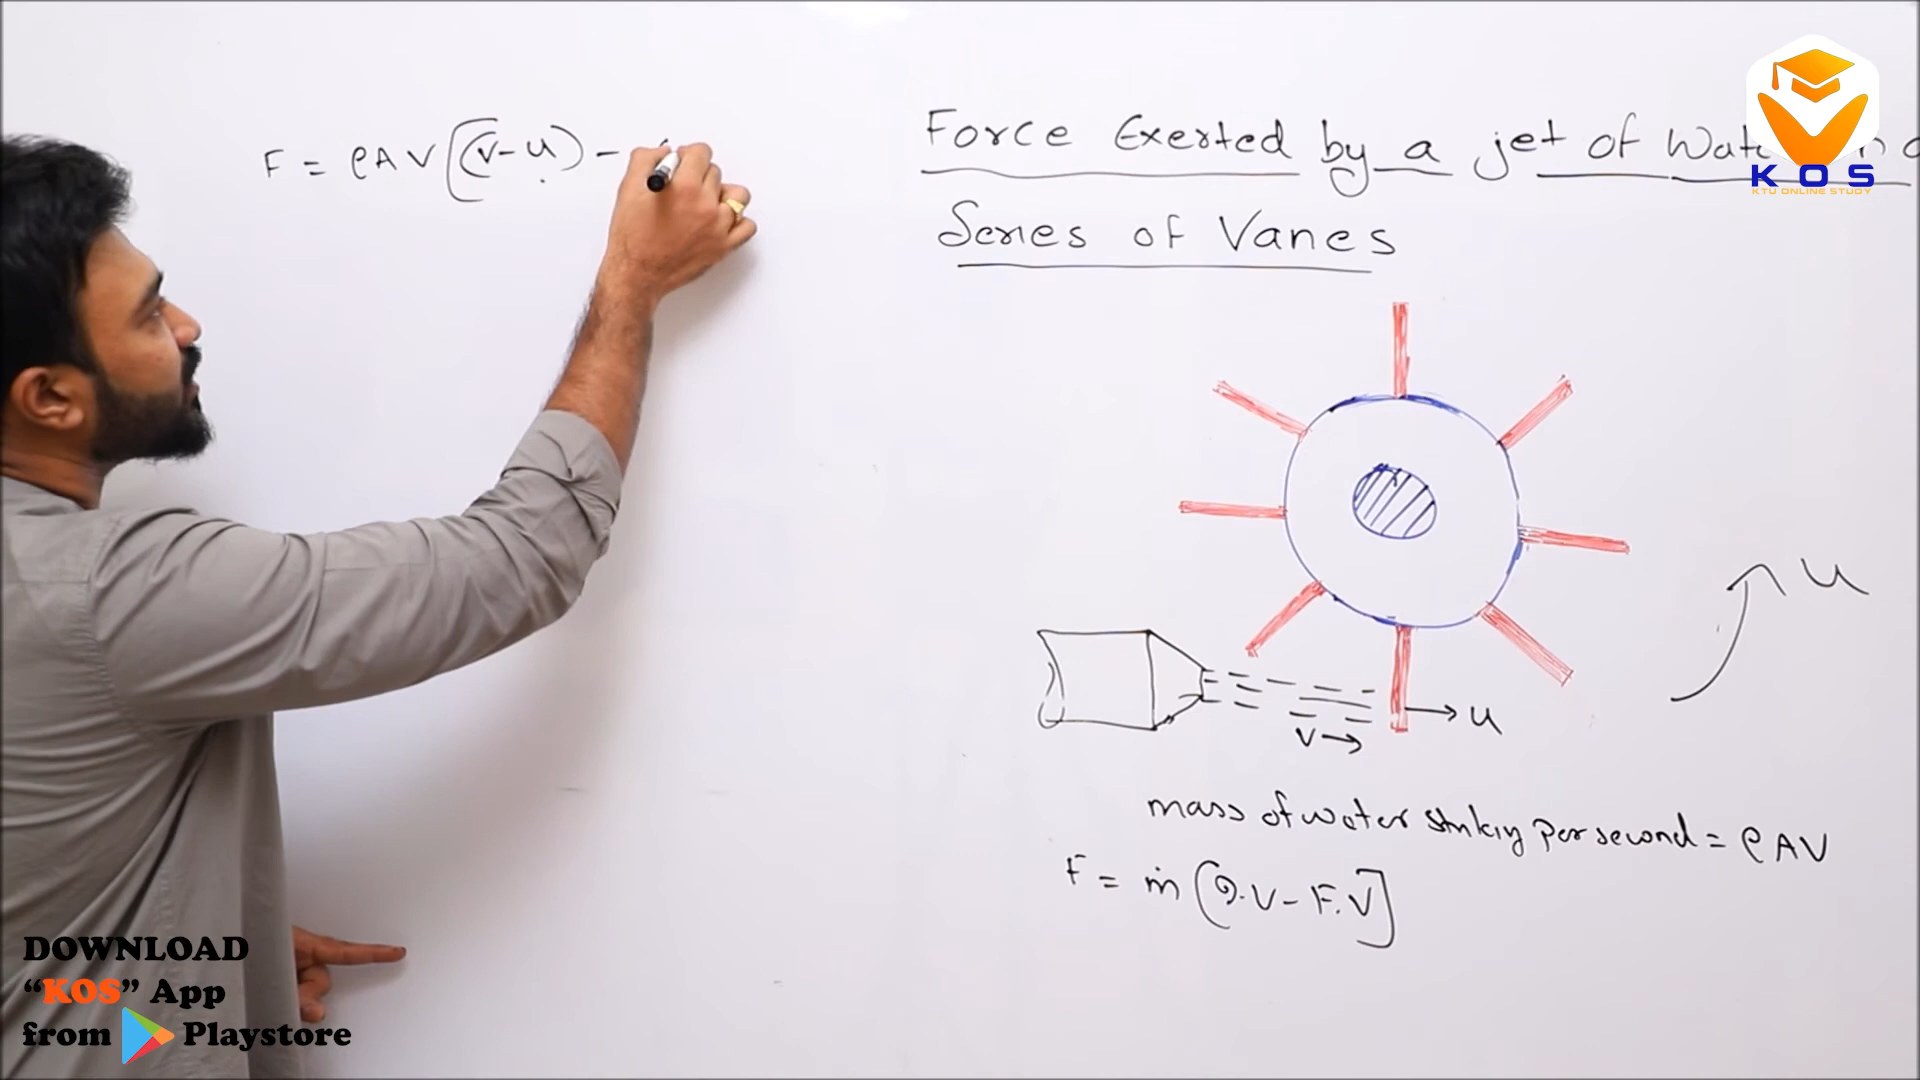 F = ρAV[(V-u) -
Force Exerted by a jet of Wat
Series of Vanes
KOS
KTU ONLINE STUDY
u
u
V→
mass of water striking per second = ρAV
F = ṁ [I.V - F.V]
DOWNLOAD
“KOS” App
from Playstore